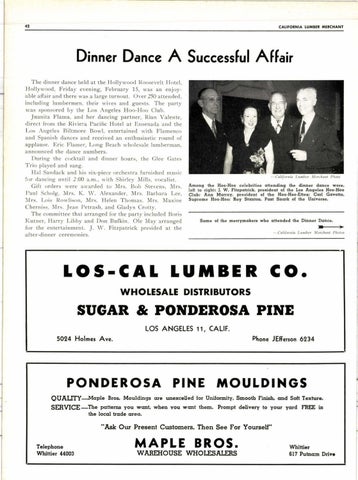 42
CALIFORNIA LUMBER MERCHANT
Dinner Dance A Successful Affair
The dinner dance held at the Hollywood Roosevelt Hotel,
Hollywood, Friday evening, February 15, was an enjoy-
able affair and there was a large turnout. Over 250 attended,
including lumbermen, their wives and guests. The party
was sponsored by the Los Angeles Hoo-Hoo Club.
Juanita Flama, and her dancing partner, Rius Valente,
direct from the Riviera Pacific Hotel at Ensenada and the
Los Angeles Biltmore Bowl, entertained with Flamenco
and Spanish dances and received an enthusiastic round of
applause. Eric Flauer, Long Beach wholesale lumberman,
announced the dance numbers.
During the cocktail and dinner hours, the Glee Gates
Trio played and sang.
Hal Sandack and his six-piece orchestra furnished music
for dancing until 2:00 a.m., with Shirley Mills, vocalist.
Gift orders were awarded to Mrs. Bob Stevens, Mrs.
Paul Schulg, Mrs. K. W. Alexander, Mrs. Barbara Lee,
Mrs. Lois Rowlison, Mrs. Helen Thomas, Mrs. Maxine
Cherniss, Mrs. Jean Petrash, and Gladys Crotty.
The committee that arranged for the party included Boris
Kutner, Harry Libby and Don Bufkin. Ole May arranged
for the entertainment. J. W. Fitzpatrick presided at the
after-dinner ceremonies.
—California Lumber Merchant Photo
Among the Hoo-Hoo celebrities attending the dinner dance were,
left to right: J. W. Fitzpatrick, president of the Los Angeles Hoo-Hoo
Club; Ann Murray, president of the Hoo-Hoo-Ettes;
Supreme Hoo-Hoo; Roy Stanton, Past Snark of the Universe.
Some of the merrymakers who attended the Dinner Dance.
—California Lumber Merchant Photos
LOS-CAL LUMBER CO.
WHOLESALE DISTRIBUTORS
SUGAR & PONDEROSA PINE
LOS ANGELES 11, CALIF.
5024 Holmes Ave. Phone JEfferson 6234
PONDEROSA PINE MOULDINGS
QUALITY—Maple Bros. Mouldings are unexcelled for Uniformity, Smooth Finish, and Soft Texture.
SERVICE—The patterns you want, when you want them. Prompt delivery to your yard FREE in
the local trade area.
"Ask Our Present Customers. Then See For Yourself"
MAPLE BROS.
WAREHOUSE WHOLESALERS
Telephone
Whittier 44003
Whittier
617 Putnam Drive